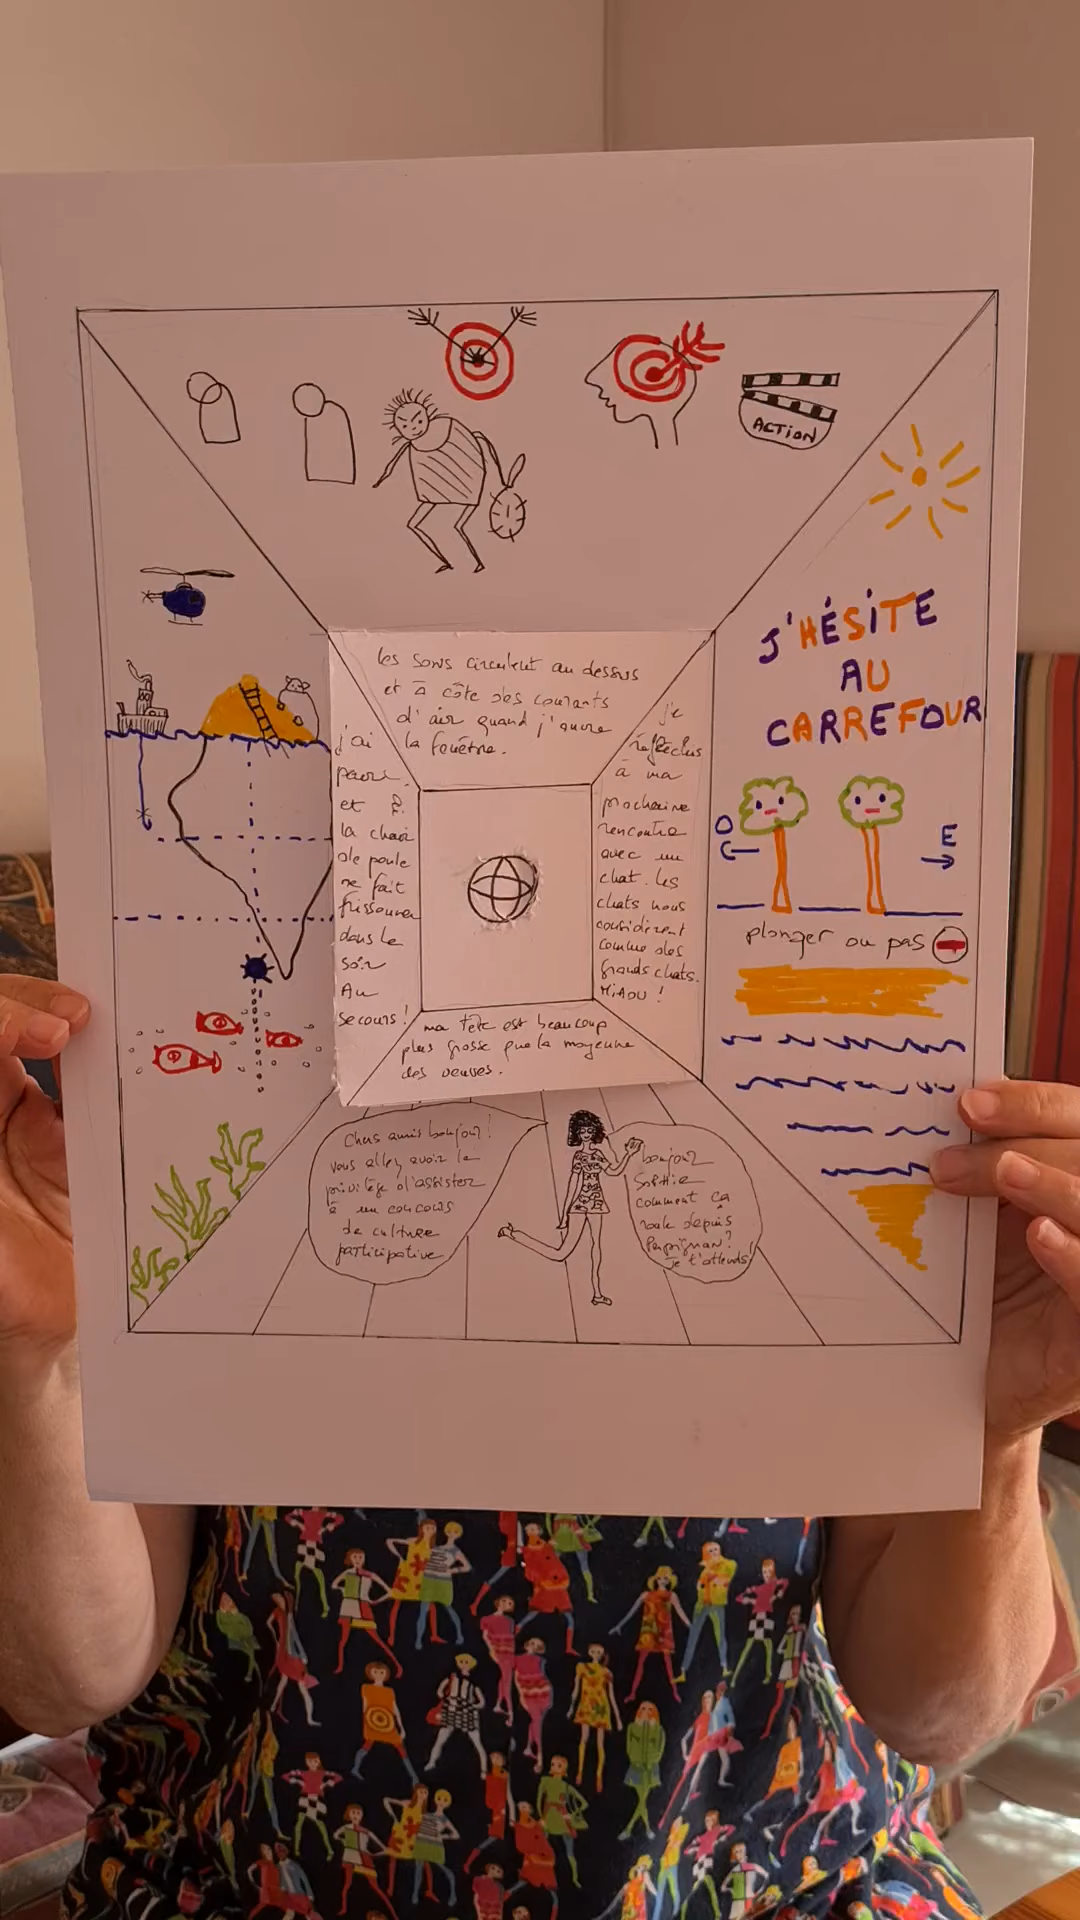 ACTION
J'HÉSITE
AU
CARREFOUR
les sons circulent au dessus
et à côté des courants
d'air quand j'ouvre
la fenêtre.
j'ai
peur
et
la chair
de poule
me fait
frissonner
dans le
soir
Au
secours!
je
réfléchis
à ma
prochaine
rencontre
avec un
chat. les
chats nous
considèrent
comme des
grands chats.
MiAOU!
ma tête est beaucoup
plus grosse que la moyenne
des
O
E
plonger ou pas
Chers amis bonjour!
vous allez avoir le
privilège d'assister
à un concours
de culture
participative
bonjour
Sophie
comment ça
roule depuis
Perpignan?
Je t'attends!